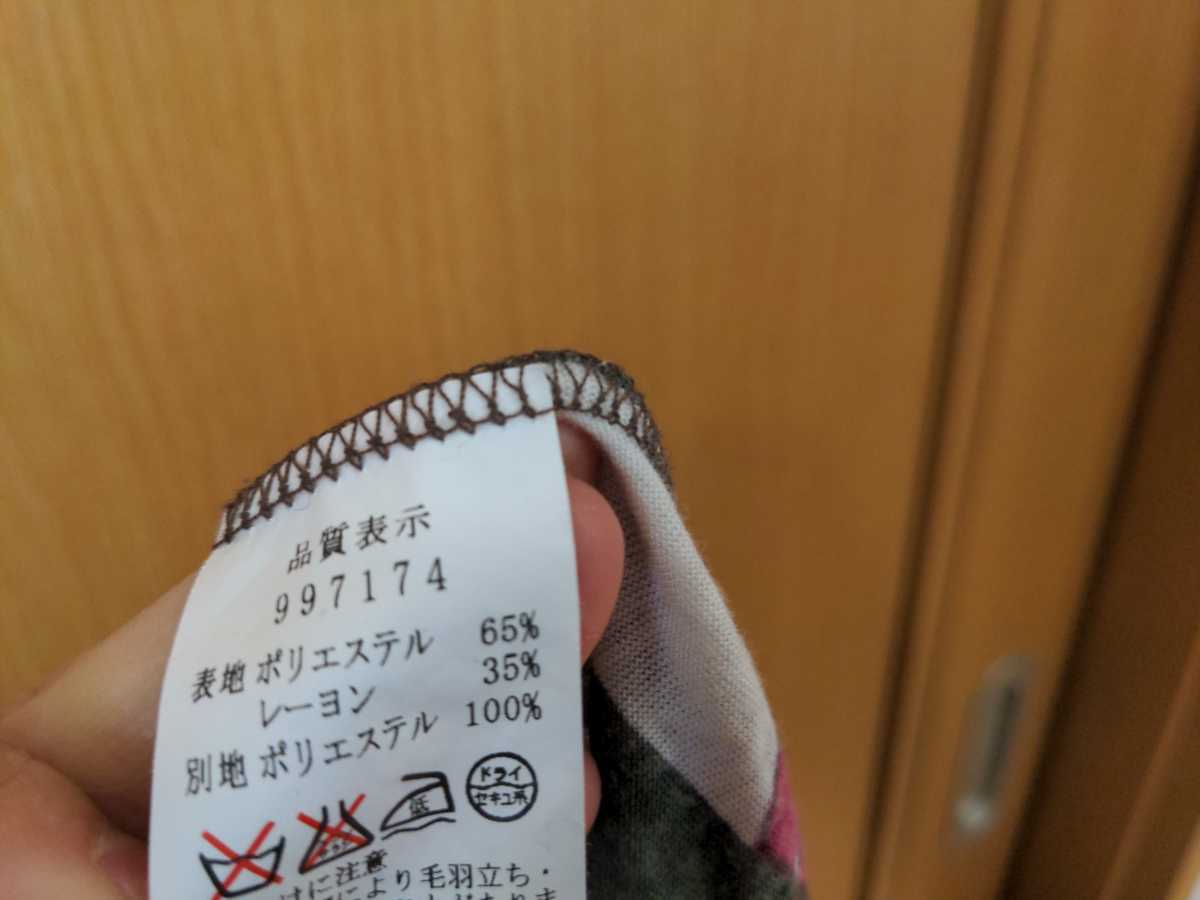 品質表示
997174
表地 ポリエステル 65%
レーヨン 35%
別地 ポリエステル 100%
低
ドライ
セキユ系
けに注意
により毛羽立ち・